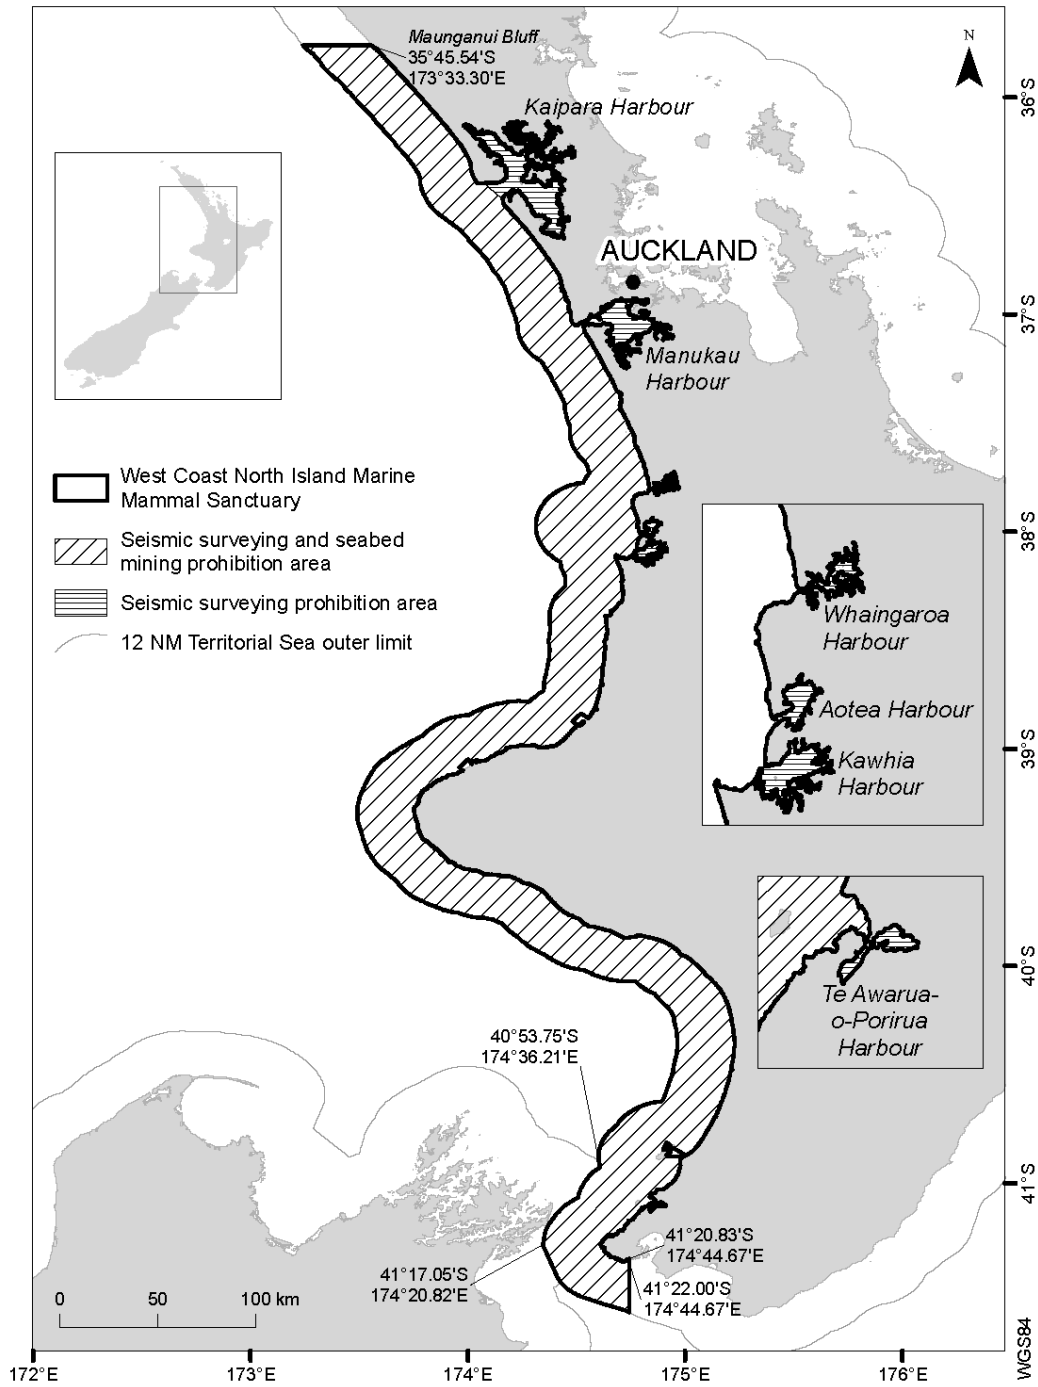 Maunganui Bluff
35°45.54'S
173°33.30'E
N
Kaipara Harbour
36°S
AUCKLAND
37°S
Manukau
Harbour
West Coast North Island Marine
Mammal Sanctuary
Seismic surveying and seabed
mining prohibition area
Seismic surveying prohibition area
12 NM Territorial Sea outer limit
38°S
Whaingaroa
Harbour
Aotea Harbour
Kawhia
Harbour
39°S
40°S
Te Awarua-
o-Porirua
Harbour
40°53.75'S
174°36.21'E
41°S
41°20.83'S
174°44.67'E
41°17.05'S
174°20.82'E
41°22.00'S
174°44.67'E
0 50 100 km
WGS84
172°E 173°E 174°E 175°E 176°E